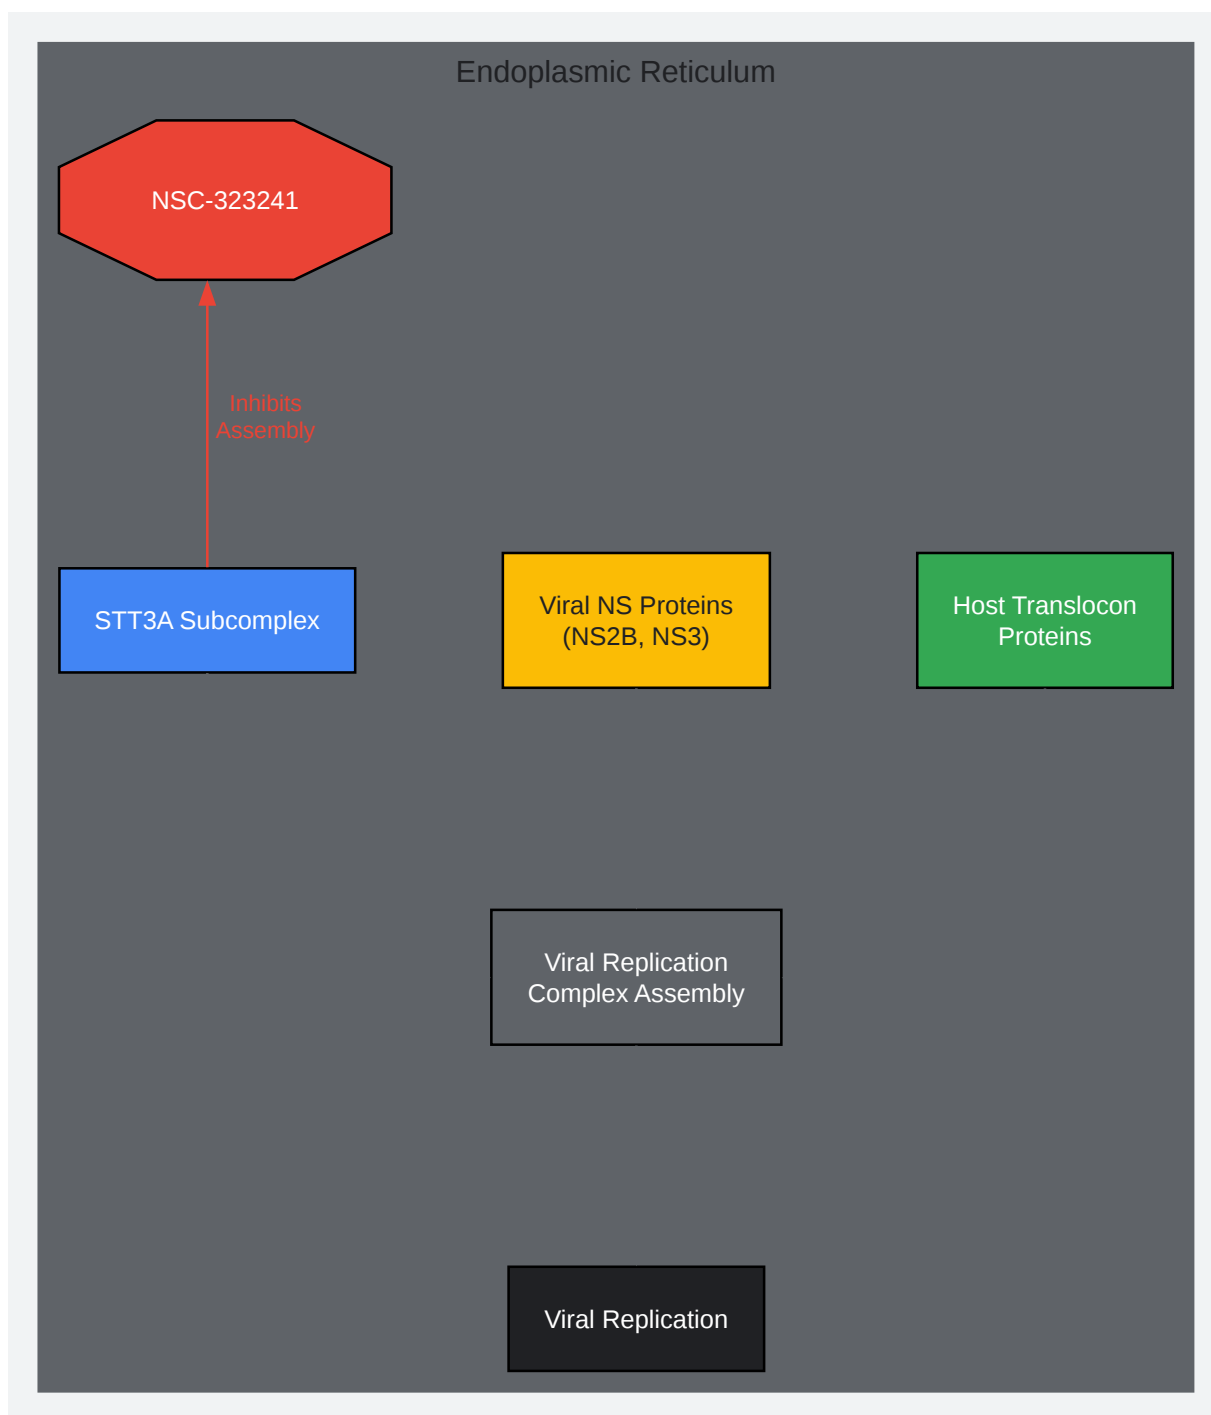 Endoplasmic Reticulum
NSC-323241
Inhibits
Assembly
STT3A Subcomplex
Viral NS Proteins
(NS2B, NS3)
Host Translocon
Proteins
Viral Replication
Complex Assembly
Viral Replication